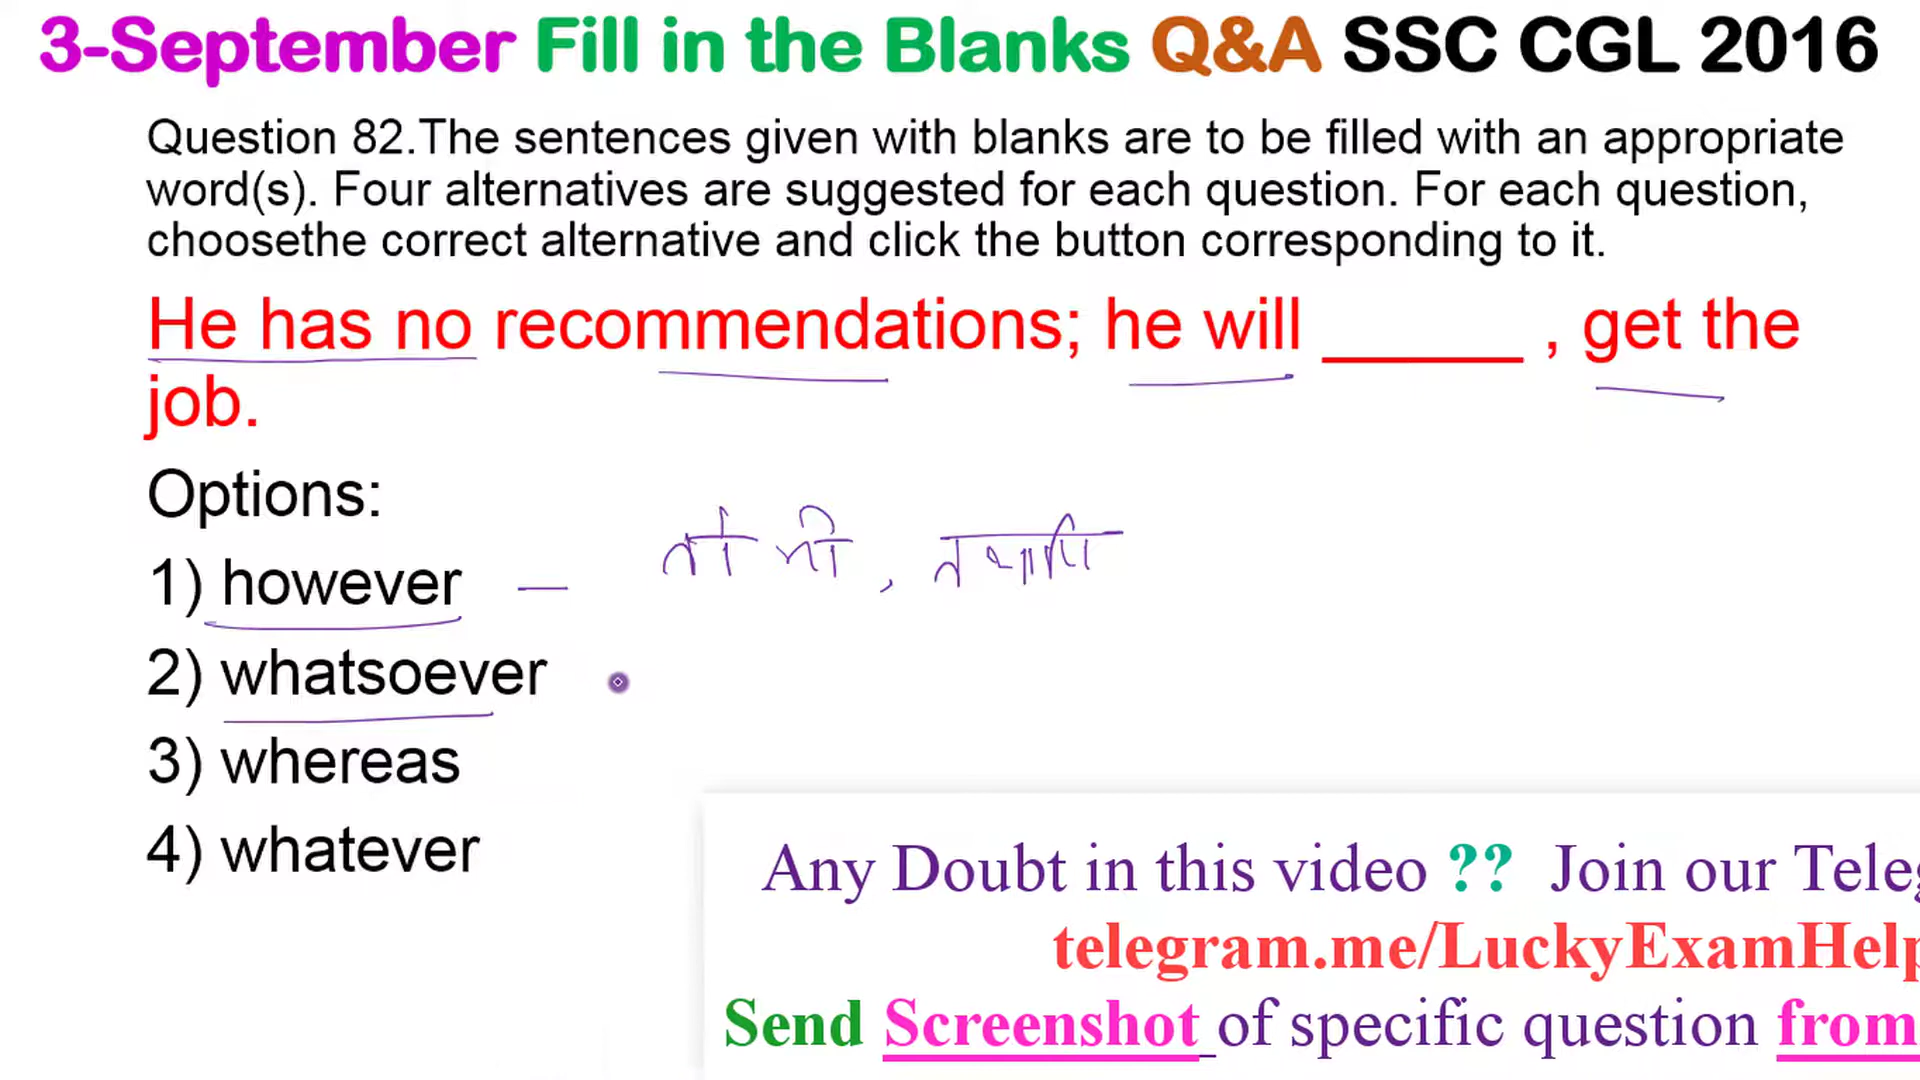 3-September Fill in the Blanks Q&A SSC CGL 2016
Question 82.The sentences given with blanks are to be filled with an appropriate
word(s). Four alternatives are suggested for each question. For each question,
choosethe correct alternative and click the button corresponding to it.
He has no recommendations; he will ______ , get the
job.
Options:
1) however — तो भी, तथापि
2) whatsoever
3) whereas
4) whatever
Any Doubt in this video ?? Join our Teleg
telegram.me/LuckyExamHelp
Send Screenshot of specific question from